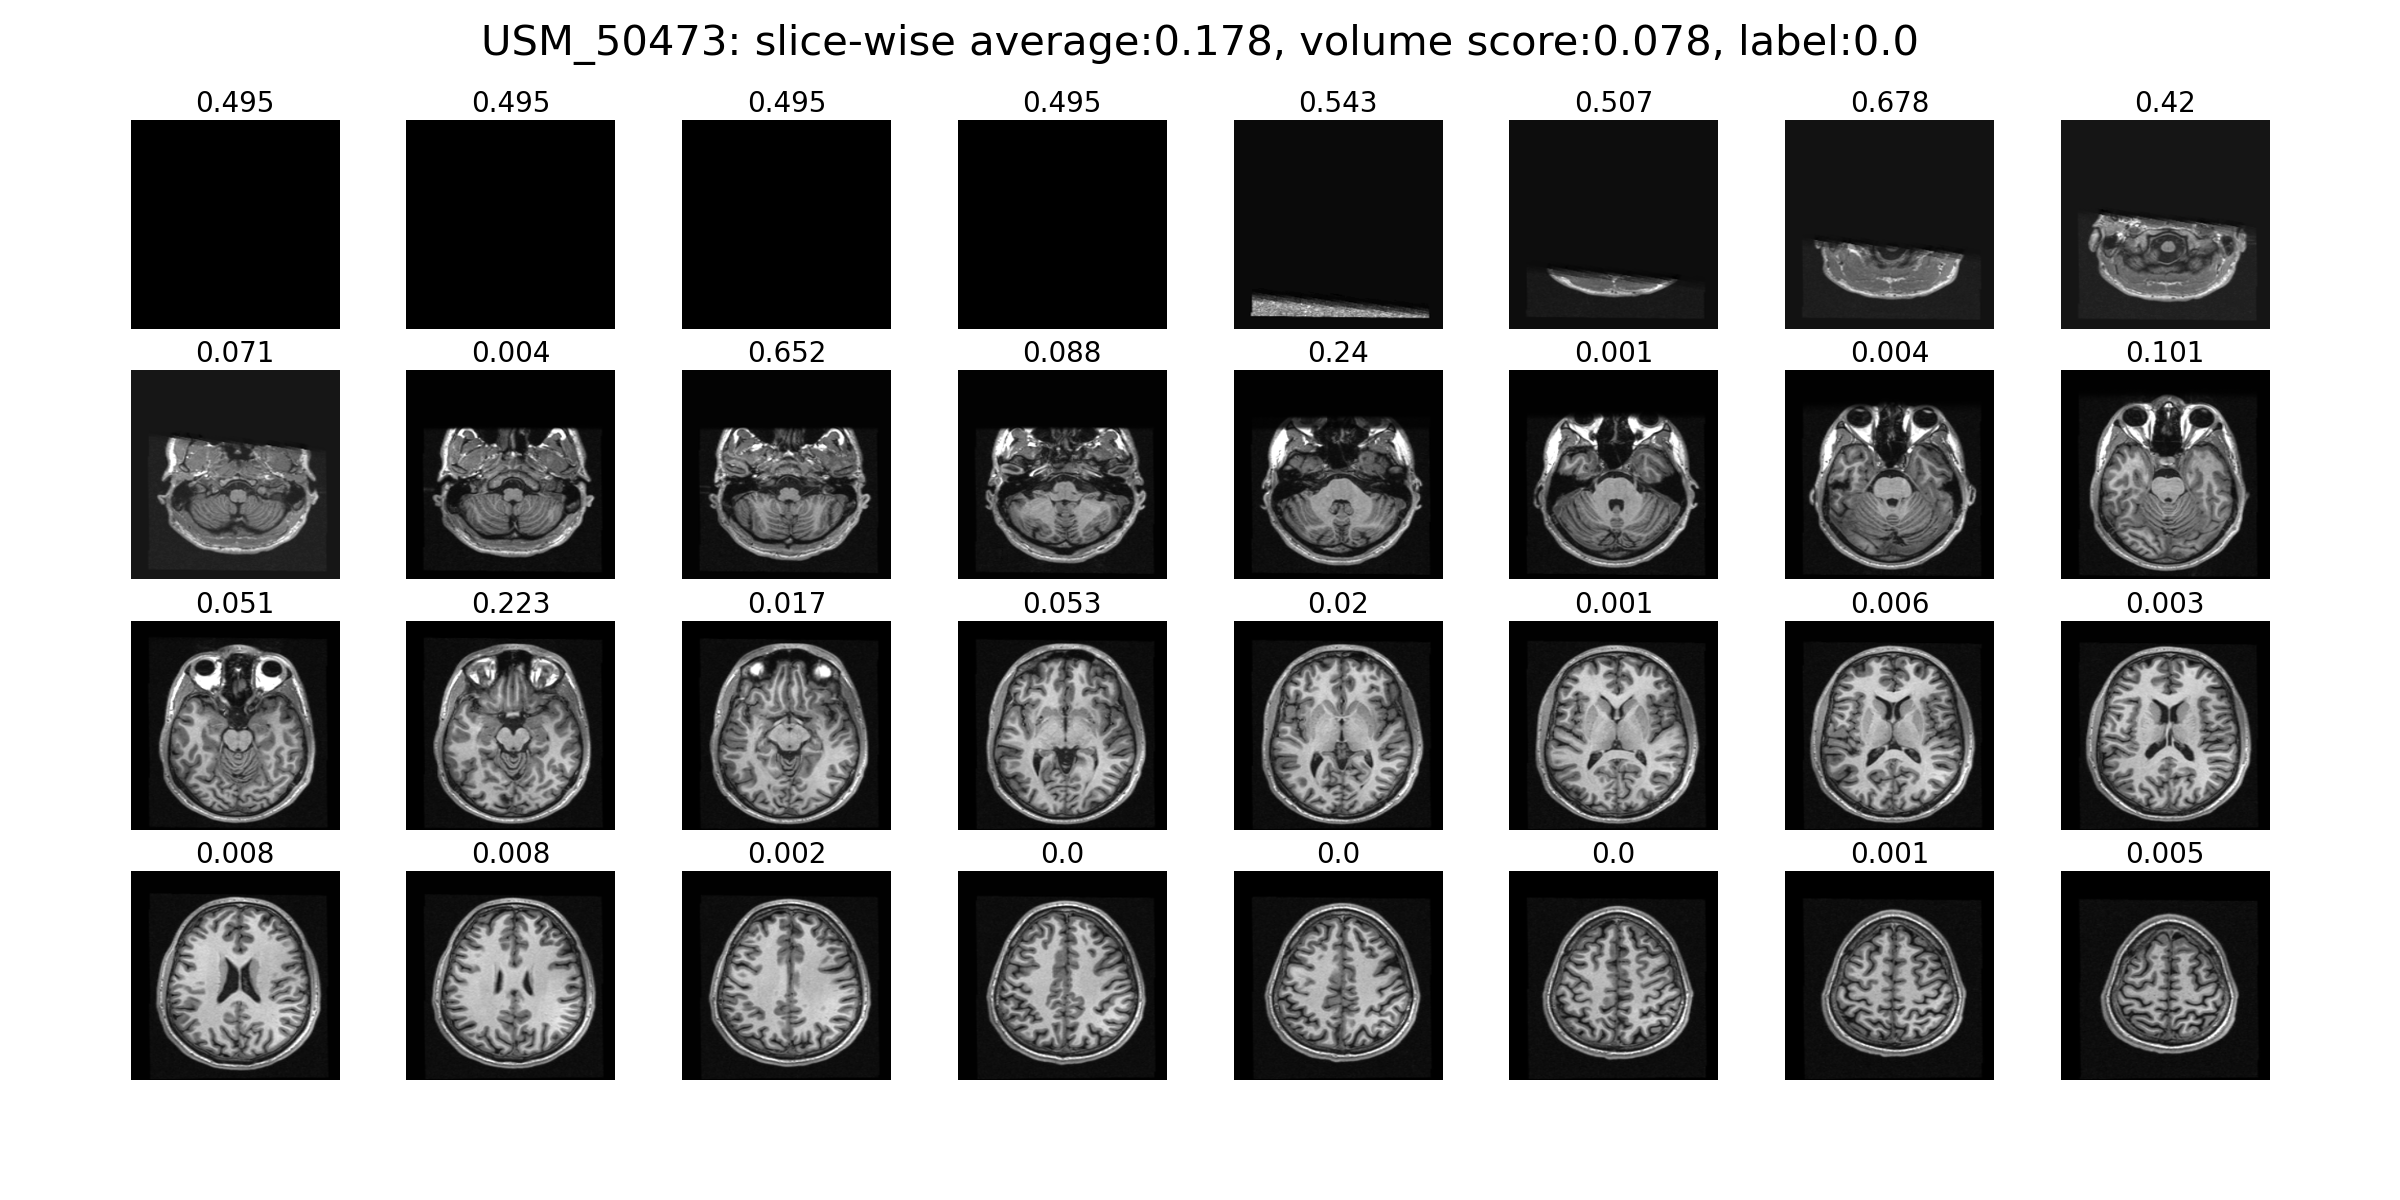 USM_50473: slice-wise average:0.178, volume score:0.078, label:0.0
0.495 0.495 0.495 0.495 0.543 0.507 0.678 0.42
0.071 0.004 0.652 0.088 0.24 0.001 0.004 0.101
0.051 0.223 0.017 0.053 0.02 0.001 0.006 0.003
0.008 0.008 0.002 0.0 0.0 0.0 0.001 0.005